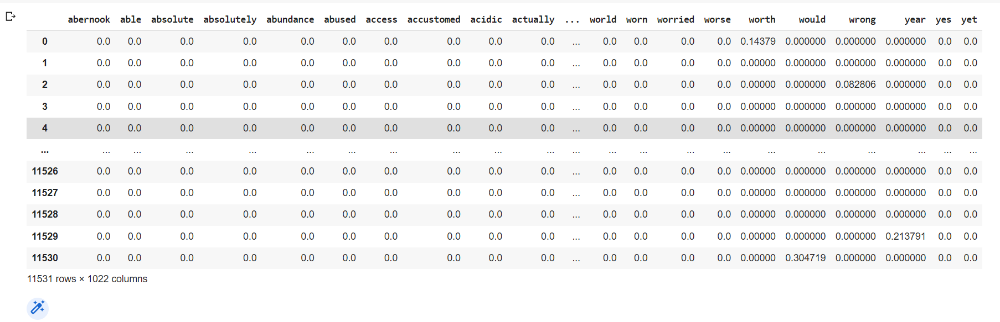 abernook able absolute absolutely abundance abused access accustomed acidic actually ... world worn worried worse worth would wrong year yes yet
0 0.0 0.0 0.0 0.0 0.0 0.0 0.0 0.0 0.0 0.0 ... 0.0 0.0 0.0 0.0 0.14379 0.000000 0.000000 0.000000 0.0 0.0
1 0.0 0.0 0.0 0.0 0.0 0.0 0.0 0.0 0.0 0.0 ... 0.0 0.0 0.0 0.0 0.00000 0.000000 0.000000 0.000000 0.0 0.0
2 0.0 0.0 0.0 0.0 0.0 0.0 0.0 0.0 0.0 0.0 ... 0.0 0.0 0.0 0.0 0.00000 0.000000 0.082806 0.000000 0.0 0.0
3 0.0 0.0 0.0 0.0 0.0 0.0 0.0 0.0 0.0 0.0 ... 0.0 0.0 0.0 0.0 0.00000 0.000000 0.000000 0.000000 0.0 0.0
4 0.0 0.0 0.0 0.0 0.0 0.0 0.0 0.0 0.0 0.0 ... 0.0 0.0 0.0 0.0 0.00000 0.000000 0.000000 0.000000 0.0 0.0
... ... ... ... ... ... ... ... ... ... ... ... ... ... ... ... ... ... ... ... ...
11526 0.0 0.0 0.0 0.0 0.0 0.0 0.0 0.0 0.0 0.0 ... 0.0 0.0 0.0 0.0 0.00000 0.000000 0.000000 0.000000 0.0 0.0
11527 0.0 0.0 0.0 0.0 0.0 0.0 0.0 0.0 0.0 0.0 ... 0.0 0.0 0.0 0.0 0.00000 0.000000 0.000000 0.000000 0.0 0.0
11528 0.0 0.0 0.0 0.0 0.0 0.0 0.0 0.0 0.0 0.0 ... 0.0 0.0 0.0 0.0 0.00000 0.000000 0.000000 0.000000 0.0 0.0
11529 0.0 0.0 0.0 0.0 0.0 0.0 0.0 0.0 0.0 0.0 ... 0.0 0.0 0.0 0.0 0.00000 0.000000 0.000000 0.213791 0.0 0.0
11530 0.0 0.0 0.0 0.0 0.0 0.0 0.0 0.0 0.0 0.0 ... 0.0 0.0 0.0 0.0 0.00000 0.304719 0.000000 0.000000 0.0 0.0
11531 rows × 1022 columns